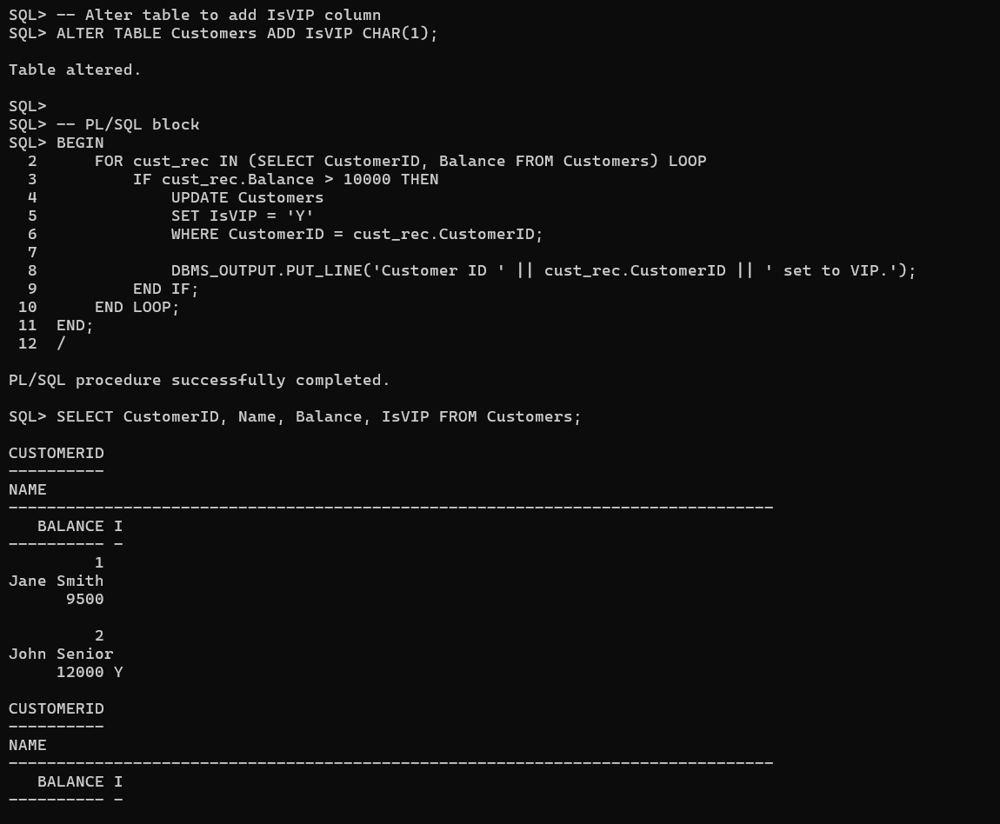 SQL> -- Alter table to add IsVIP column
SQL> ALTER TABLE Customers ADD IsVIP CHAR(1);

Table altered.

SQL>
SQL> -- PL/SQL block
SQL> BEGIN
  2      FOR cust_rec IN (SELECT CustomerID, Balance FROM Customers) LOOP
  3          IF cust_rec.Balance > 10000 THEN
  4              UPDATE Customers
  5              SET IsVIP = 'Y'
  6              WHERE CustomerID = cust_rec.CustomerID;
  7
  8              DBMS_OUTPUT.PUT_LINE('Customer ID ' || cust_rec.CustomerID || ' set to VIP.');
  9          END IF;
 10      END LOOP;
 11  END;
 12  /

PL/SQL procedure successfully completed.

SQL> SELECT CustomerID, Name, Balance, IsVIP FROM Customers;

CUSTOMERID
----------
NAME
--------------------------------------------------------------------------------
   BALANCE I
---------- -
         1
Jane Smith
      9500

         2
John Senior
     12000 Y

CUSTOMERID
----------
NAME
--------------------------------------------------------------------------------
   BALANCE I
---------- -